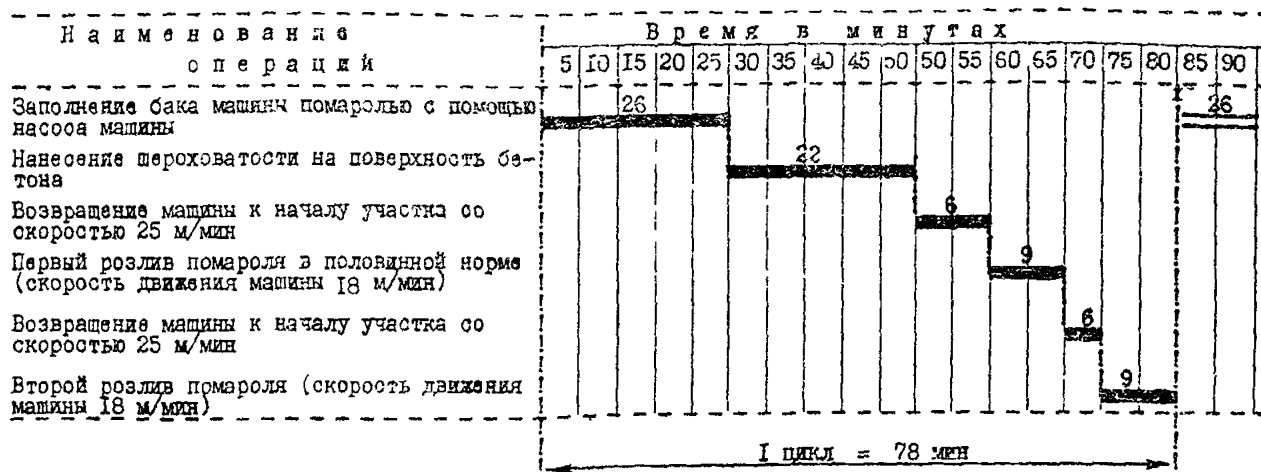 Наименование
операций
Время в минутах
5 10 15 20 25 30 35 40 45 50 50 55 60 65 70 75 80 85 90
Заполнение бака машины помаролью с помощью
насоса машины
26
26
Нанесение шероховатости на поверхность бе-
тона
22
Возвращение машины к началу участка со
скоростью 25 м/мин
6
Первый розлив помароля в половинной норме
(скорость движения машины 18 м/мин)
9
Возвращение машины к началу участка со
скоростью 25 м/мин
6
Второй розлив помароля (скорость движения
машины 18 м/мин)
9
I цикл = 78 мин